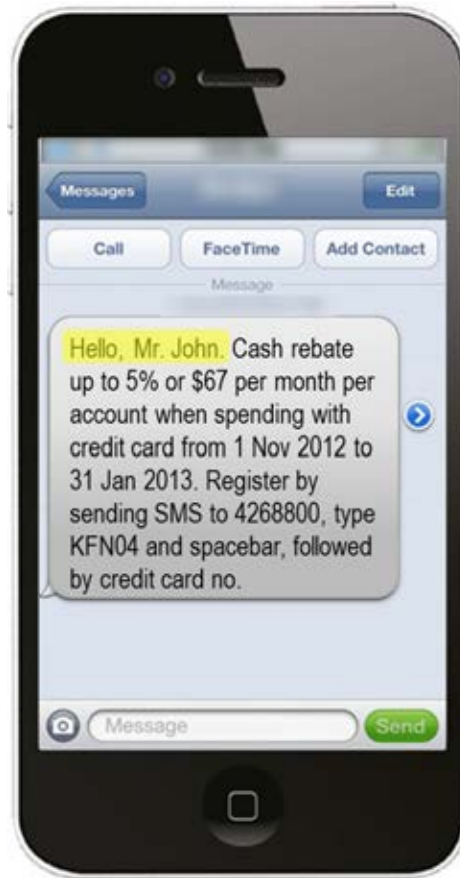 Messages
Edit
Call
FaceTime
Add Contact
Message
Hello, Mr. John. Cash rebate
up to 5% or $67 per month per
account when spending with
credit card from 1 Nov 2012 to
31 Jan 2013. Register by
sending SMS to 4268800, type
KFN04 and spacebar, followed
by credit card no.
Message
Send